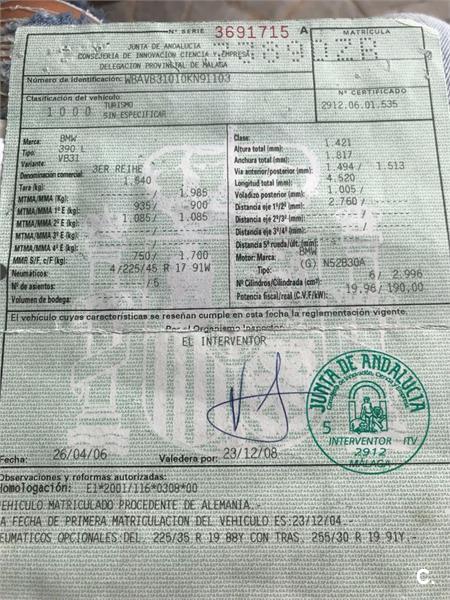 Nº SERIE 3691715 A
MATRICULA
JUNTA DE ANDALUCIA
CONSEJERIA DE INNOVACION CIENCIA Y EMPRESA
DELEGACION PROVINCIAL DE MALAGA
Número de identificación: WBAVB31010KN91103
Nº CERTIFICADO
2912.06.01.535
Clasificación del vehículo:
1000 TURISMO
SIN ESPECIFICAR
Marca: BMW
Tipo: 390 L
Variante: VB31
Denominación comercial: 3ER REIHE
Tara (kg): 1.540
MTMA/MMA (Kg): / 1.985
MTMA/MMA 1º E (kg) 935/ 900
MTMA/MMA 2º E (kg) 1.085/ 1.085
MTMA/MMA 3º E (kg) /
MTMA/MMA 4º E (kg) /
MMR S/F, c/F (kg) 750/ 1.700
Neumáticos: 4/225/45 R 17 91W
Nº de asientos: /5
Volumen de bodega:
Clase:
Altura total (mm): 1.421
Anchura total (mm): 1.817
Vía anterior/posterior (mm): 1.494 / 1.513
Longitud total (mm): 4.520
Voladizo posterior (mm): 1.005/
Distancia eje 1º/2º (mm): 2.760/
Distancia eje 2º/3º (mm):
Distancia eje 3º/4º (mm):
Distancia 5ª rueda/últ. (mm):
Motor: Marca: BMW
Tipo: (G) N52B30A
Nº Cilindros/Cilindrada (cm³): 6/ 2.996
Potencia fiscal/real (C.V.F/kW): 19,96/ 190,00
El vehículo cuyas características se reseñan cumple en esta fecha la reglamentación vigente.
Por el Organismo Inspector
EL INTERVENTOR
JUNTA DE ANDALUCIA
5
INTERVENTOR ITV
2912
MALAGA
Fecha: 26/04/06 Valedera por: 23/12/08
Observaciones y reformas autorizadas:
Homologación: E1*2001/116*0308*00
VEHICULO MATRICULADO PROCEDENTE DE ALEMANIA.-
A FECHA DE PRIMERA MATRICULACION DEL VEHICULO ES:23/12/04.-
EUMATICOS OPCIONALES:DEL. 225/35 R 19 88Y CON TRAS. 255/30 R 19 91Y.-
C.